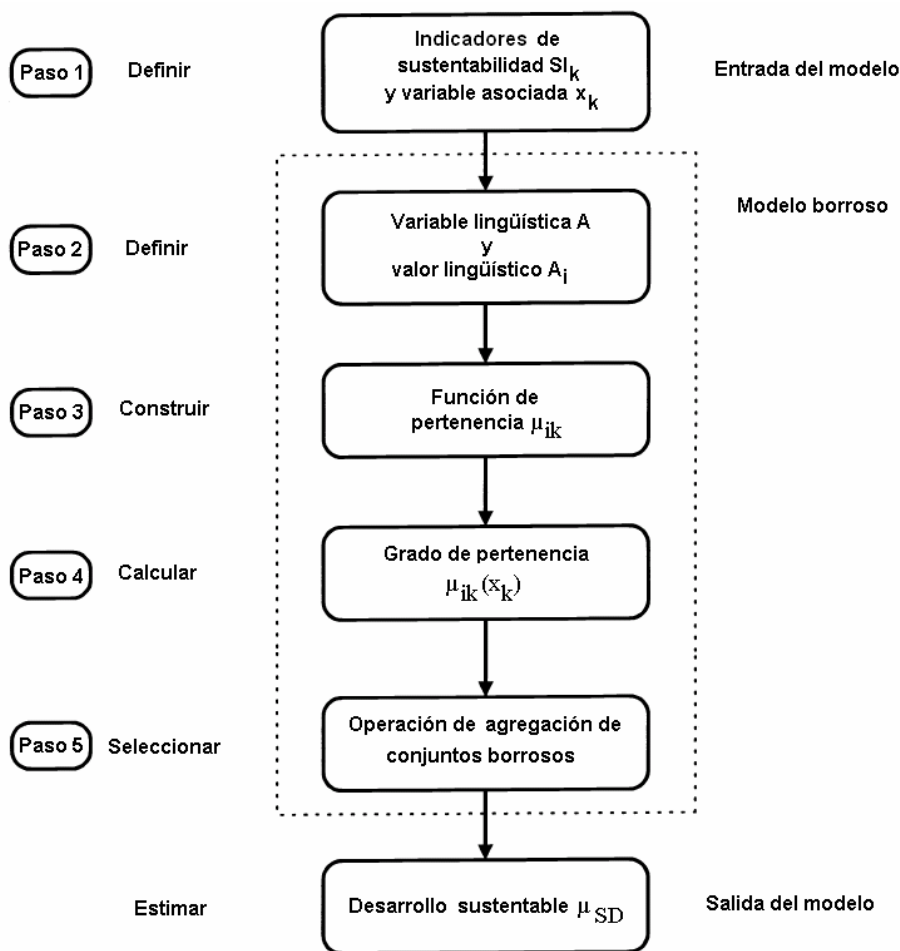 Paso 1
Definir
Indicadores de
sustentabilidad SI_k
y variable asociada x_k
Entrada del modelo
Modelo borroso
Paso 2
Definir
Variable lingüística A
y
valor lingüístico A_i
Paso 3
Construir
Función de
pertenencia μ_ik
Paso 4
Calcular
Grado de pertenencia
μ_ik(x_k)
Paso 5
Seleccionar
Operación de agregación de
conjuntos borrosos
Estimar
Desarrollo sustentable μ_SD
Salida del modelo